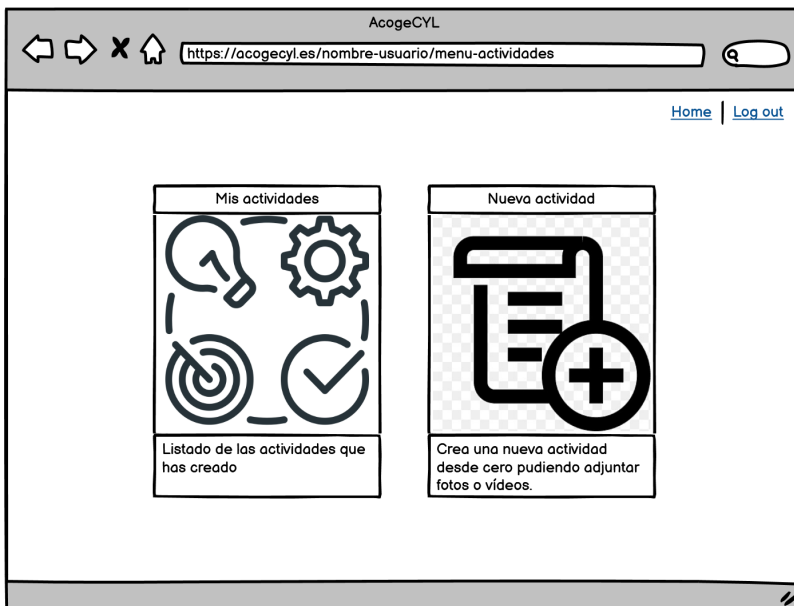 AcogeCYL
https://acogecyl.es/nombre-usuario/menu-actividades
Home | Log out
Mis actividades
Nueva actividad
Listado de las actividades que
has creado
Crea una nueva actividad
desde cero pudiendo adjuntar
fotos o vídeos.